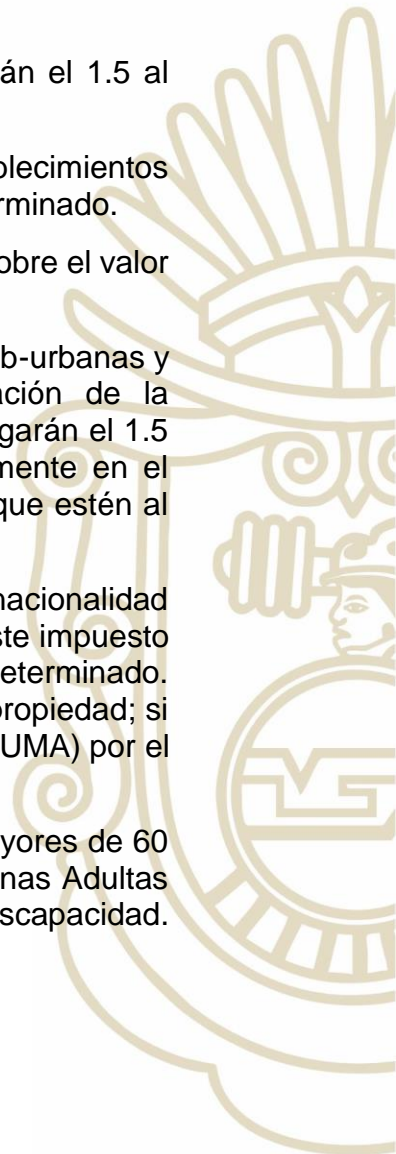 án el 1.5 al
olecimientos
rminado.
obre el valor
b-urbanas y
ación de la
garán el 1.5
mente en el
que estén al
nacionalidad
ste impuesto
eterminado.
propiedad; si
UMA) por el
yores de 60
nas Adultas
scapacidad.